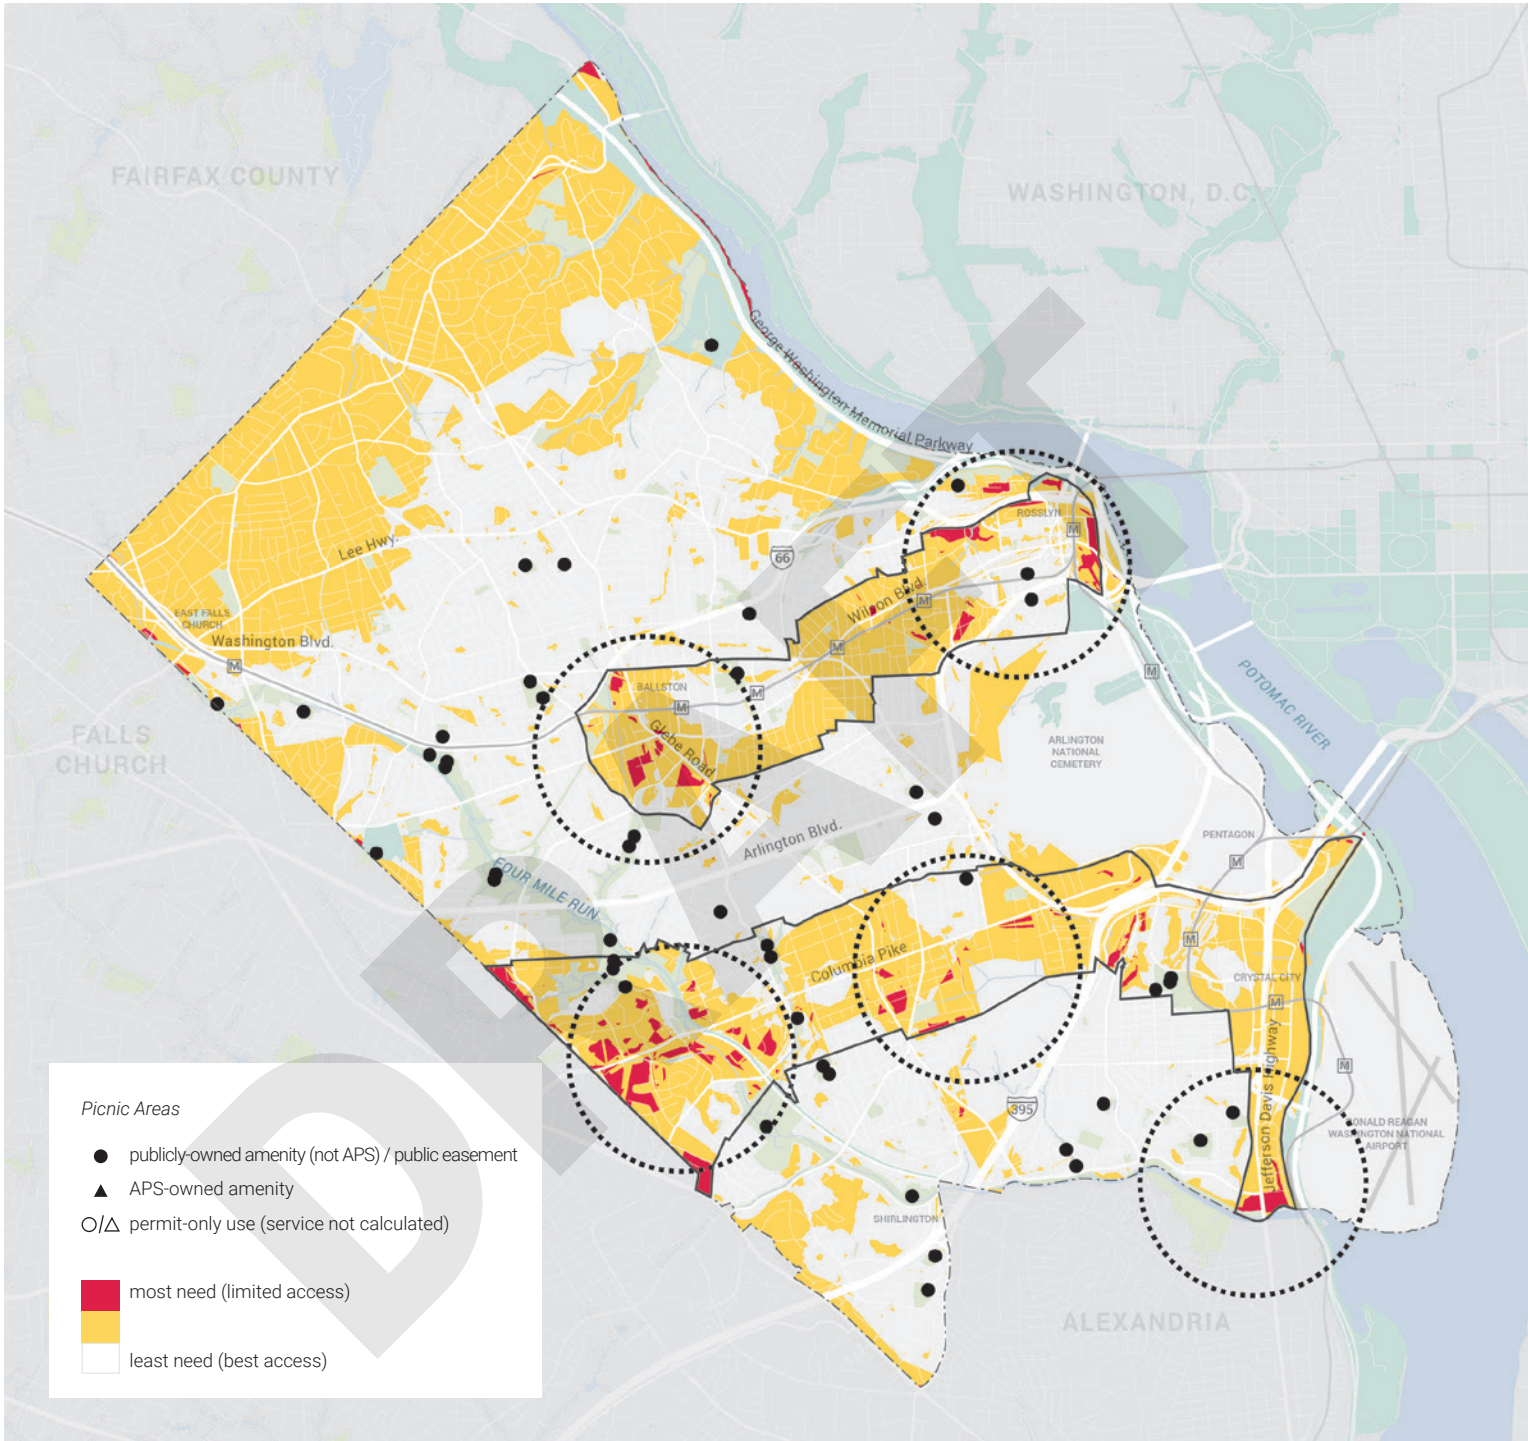 FAIRFAX COUNTY
WASHINGTON, D.C.
George Washington Memorial Parkway
ROSSLYN
M
Lee Hwy.
66
Wilson Blvd.
M
EAST FALLS
CHURCH
Washington Blvd.
M
M
BALLSTON
M
M
M
Glebe Road
POTOMAC RIVER
FALLS
CHURCH
ARLINGTON
NATIONAL
CEMETERY
Arlington Blvd.
PENTAGON
M
FOUR MILE RUN
Columbia Pike
M
CRYSTAL CITY
M
Jefferson Davis Highway
M
395
RONALD REAGAN
WASHINGTON NATIONAL
AIRPORT
SHIRLINGTON
ALEXANDRIA
DRAFT
Picnic Areas
publicly-owned amenity (not APS) / public easement
APS-owned amenity
permit-only use (service not calculated)
most need (limited access)
least need (best access)